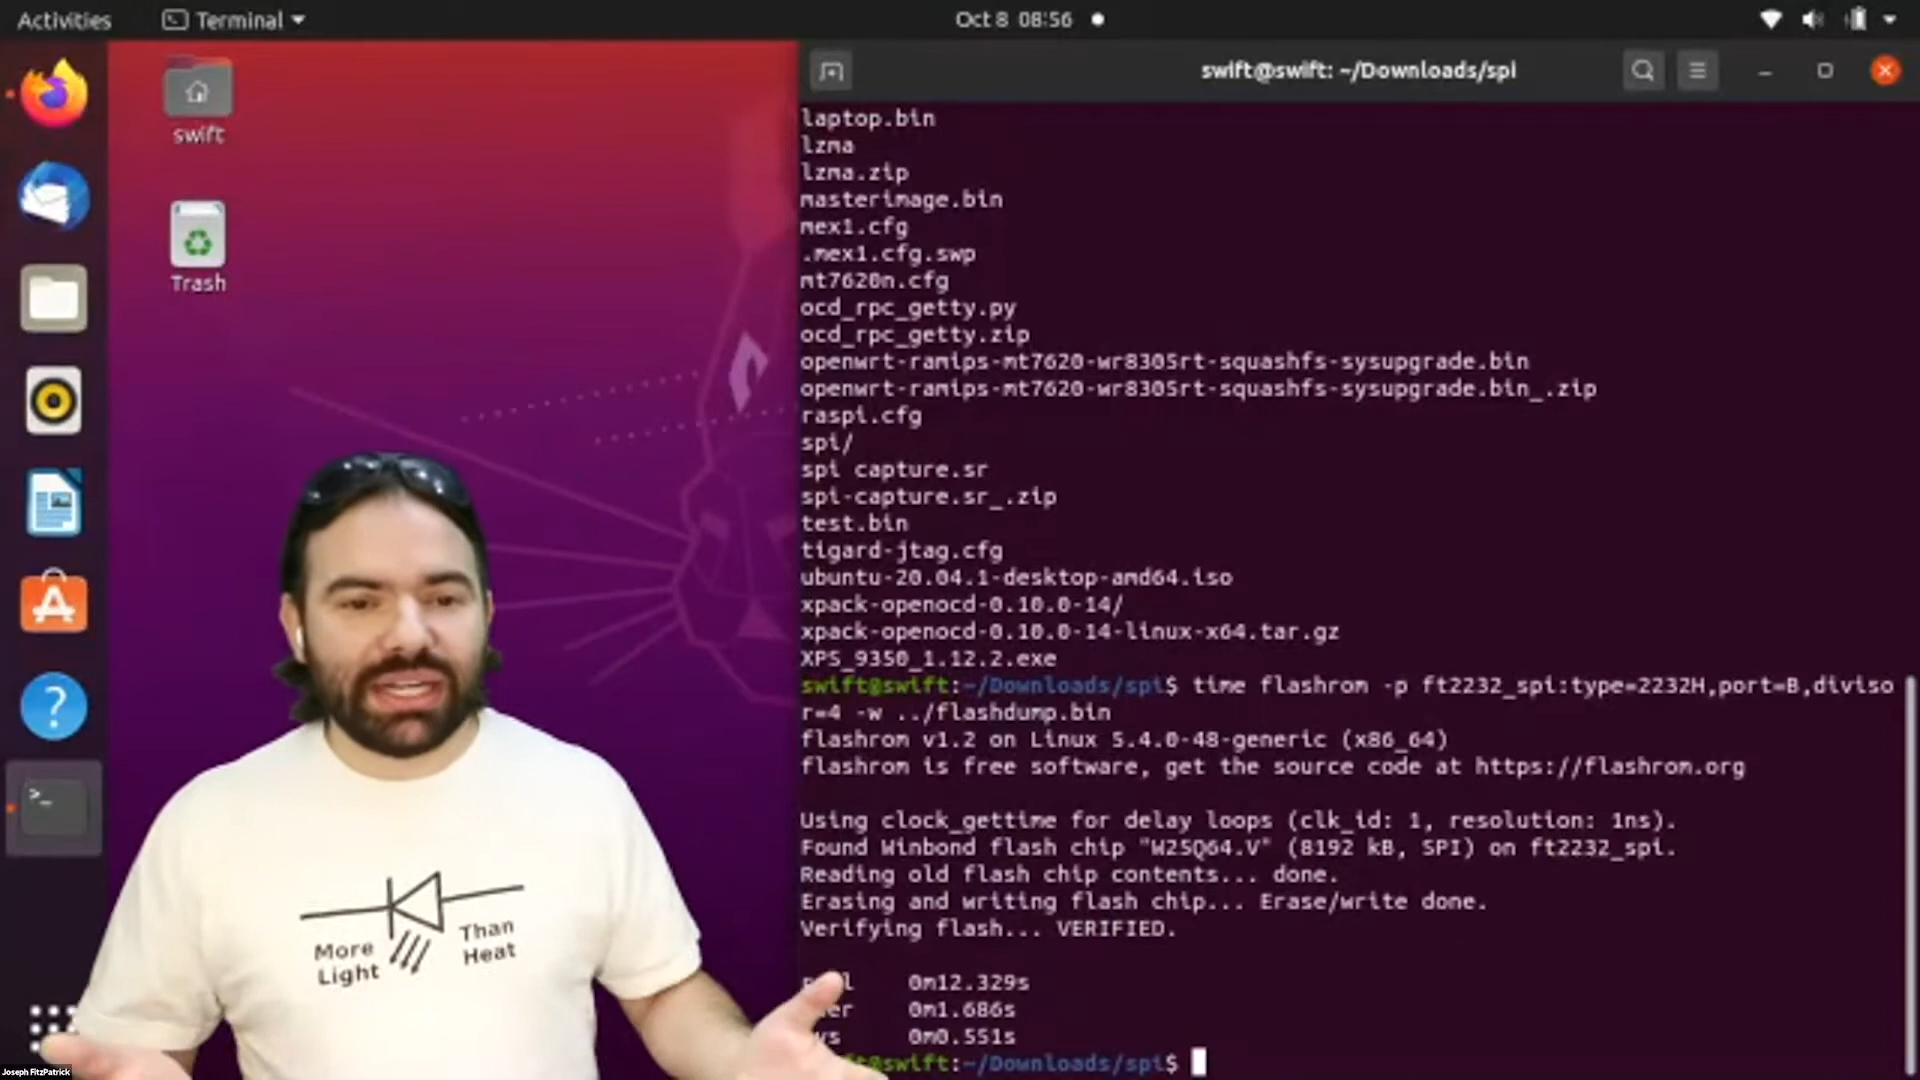 Activities
Terminal
Oct 8 08:56
swift@swift: ~/Downloads/spi
swift
Trash
laptop.bin
lzma
lzma.zip
masterimage.bin
mex1.cfg
.mex1.cfg.swp
mt7620n.cfg
ocd_rpc_getty.py
ocd_rpc_getty.zip
openwrt-ramips-mt7620-wr8305rt-squashfs-sysupgrade.bin
openwrt-ramips-mt7620-wr8305rt-squashfs-sysupgrade.bin_.zip
raspi.cfg
spi/
spi capture.sr
spi-capture.sr_.zip
test.bin
tigard-jtag.cfg
ubuntu-20.04.1-desktop-amd64.iso
xpack-openocd-0.10.0-14/
xpack-openocd-0.10.0-14-linux-x64.tar.gz
XPS_9350_1.12.2.exe
swift@swift:~/Downloads/spi$ time flashrom -p ft2232_spi:type=2232H,port=B,diviso
r=4 -w ../flashdump.bin
flashrom v1.2 on Linux 5.4.0-48-generic (x86_64)
flashrom is free software, get the source code at https://flashrom.org
Using clock_gettime for delay loops (clk_id: 1, resolution: 1ns).
Found Winbond flash chip "W25Q64.V" (8192 kB, SPI) on ft2232_spi.
Reading old flash chip contents... done.
Erasing and writing flash chip... Erase/write done.
Verifying flash... VERIFIED.
0m12.329s
0m1.686s
0m0.551s
swift:~/Downloads/spi$
More Than
Light Heat
Joseph FitzPatrick